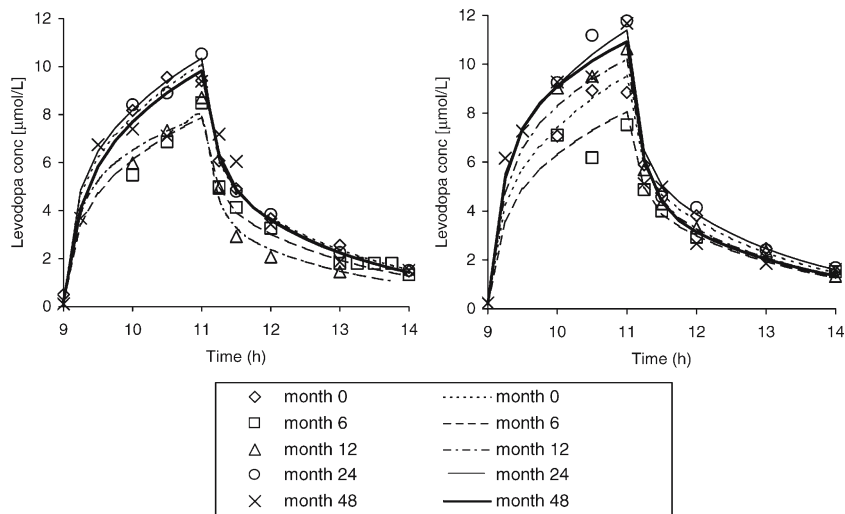 12
10
8
6
4
2
0
Levodopa conc [µmol/L]
9 10 11 12 13 14
Time (h)
12
10
8
6
4
2
0
Levodopa conc [µmol/L]
9 10 11 12 13 14
Time (h)
month 0 month 0
month 6 month 6
month 12 month 12
month 24 month 24
month 48 month 48